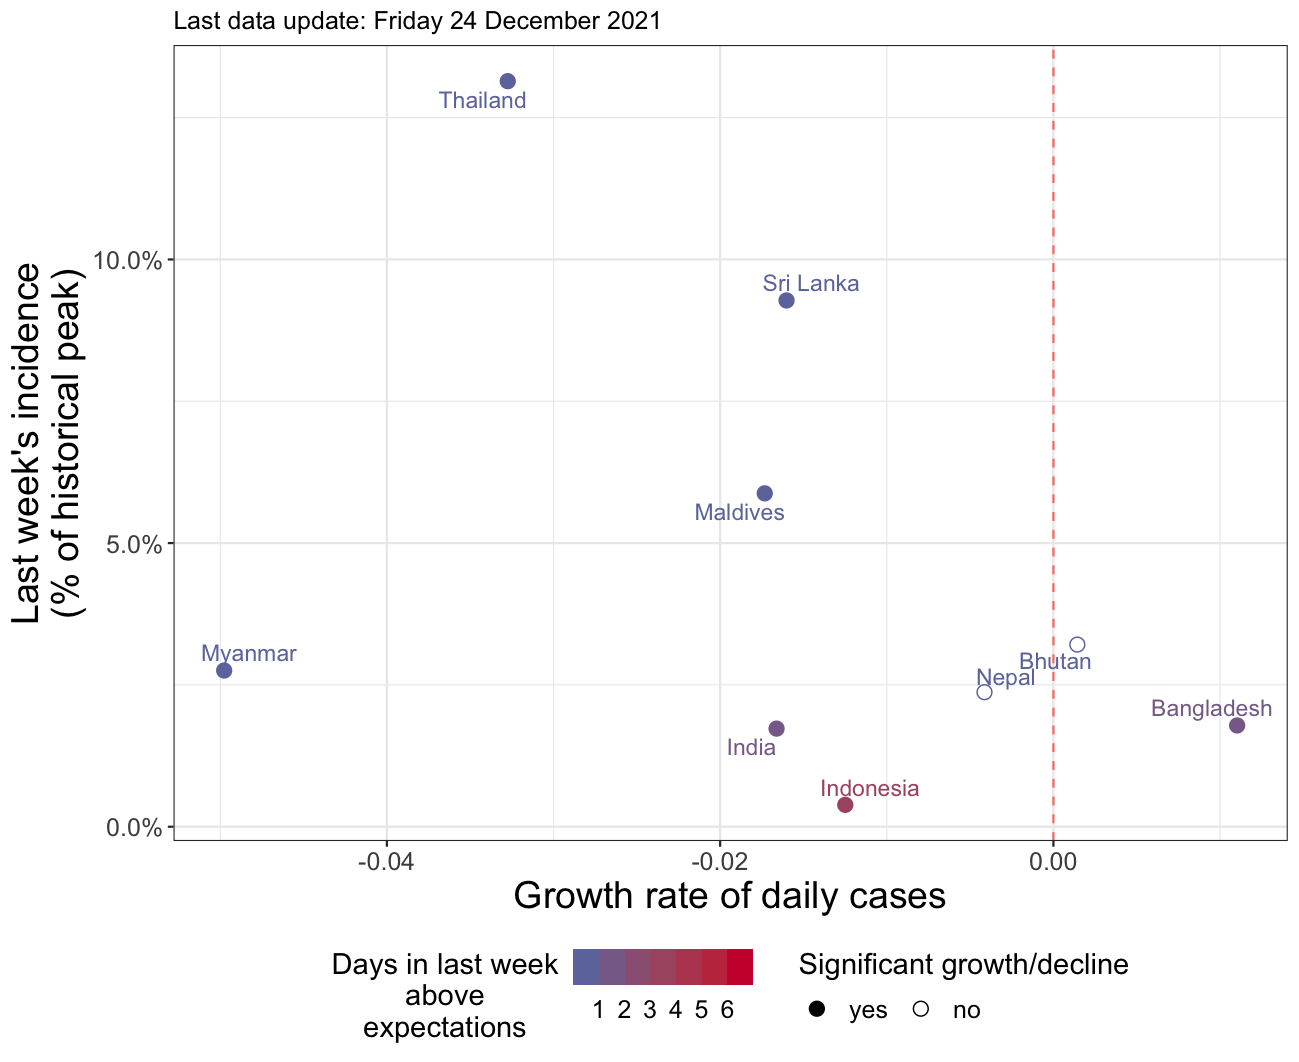 Last data update: Friday 24 December 2021
Thailand
10.0%
Sri Lanka
Maldives
5.0%
Myanmar
Bhutan
Nepal
Bangladesh
India
Indonesia
0.0%
Last week's incidence
(% of historical peak)
-0.04
-0.02
0.00
Growth rate of daily cases
Days in last week
above
expectations
1 2 3 4 5 6
Significant growth/decline
yes
no